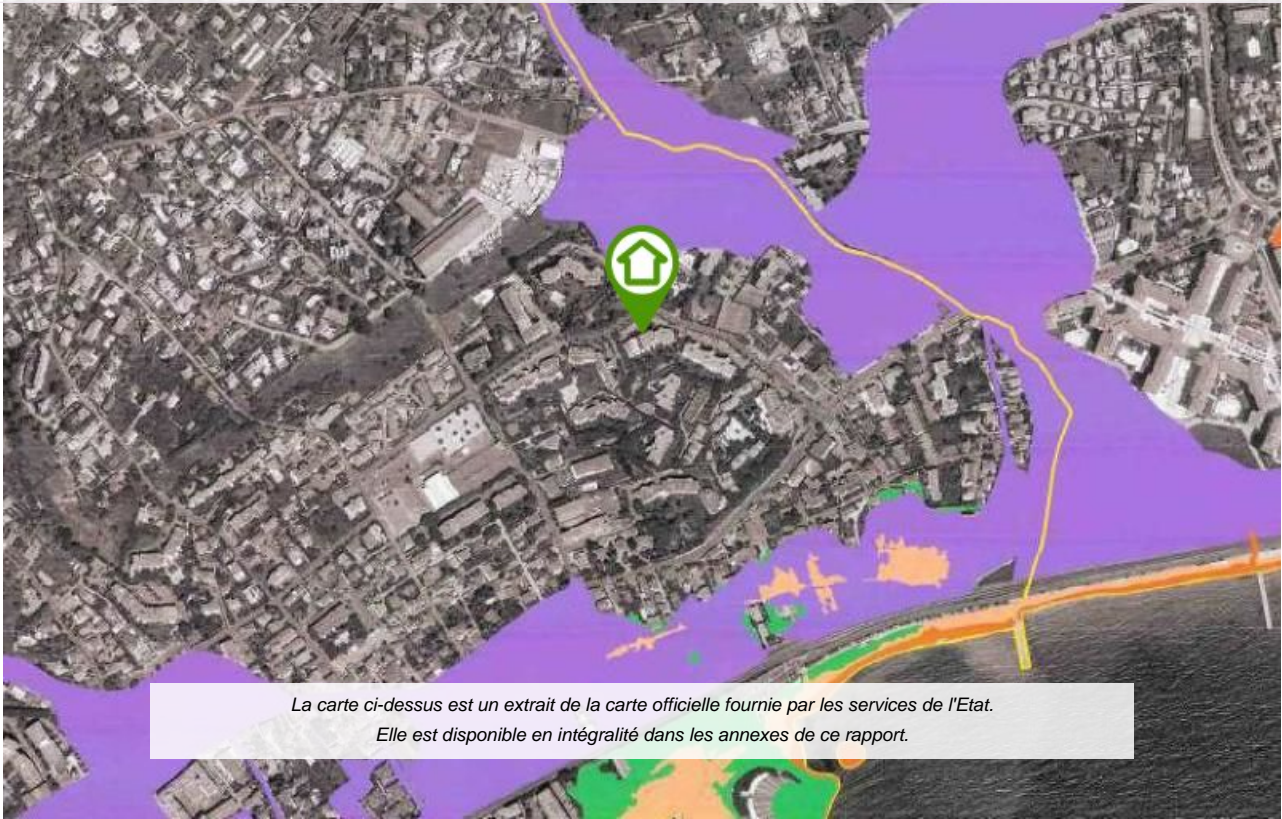 La carte ci-dessus est un extrait de la carte officielle fournie par les services de l'Etat.
Elle est disponible en intégralité dans les annexes de ce rapport.